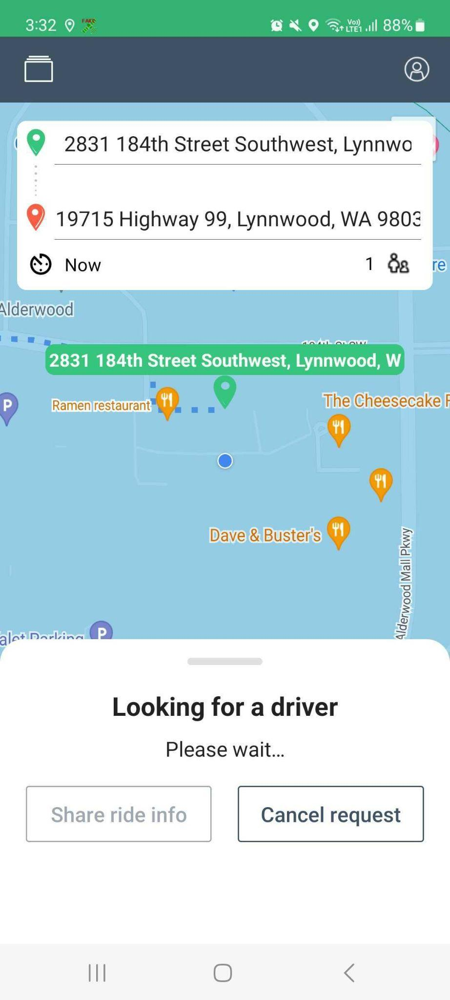 3:32 FAKE Vo)) LTE1 88%
2831 184th Street Southwest, Lynnwo
19715 Highway 99, Lynnwood, WA 9803
Now 1
re
Alderwood
2831 184th Street Southwest, Lynnwood, W
Ramen restaurant
The Cheesecake F
P
Dave & Buster's
Alderwood Mall Pkwy
alet Parking P
Looking for a driver
Please wait...
Share ride info Cancel request